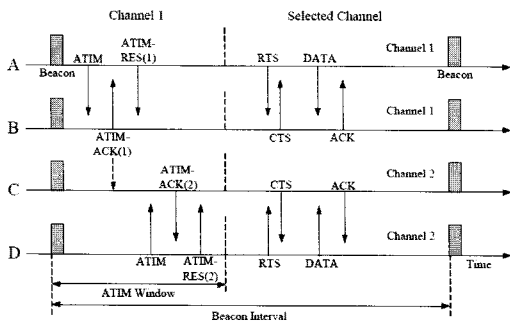 Channel 1
Selected Channel
ATIM-
RES(1)
ATIM
RTS
DATA
Channel 1
A
Beacon
Beacon
Channel 1
B
ATIM-
ACK(1)
CTS
ACK
ATIM-
ACK(2)
CTS
ACK
Channel 2
C
Channel 2
D
ATIM
ATIM-
RES(2)
RTS
DATA
Time
ATIM Window
Beacon Interval